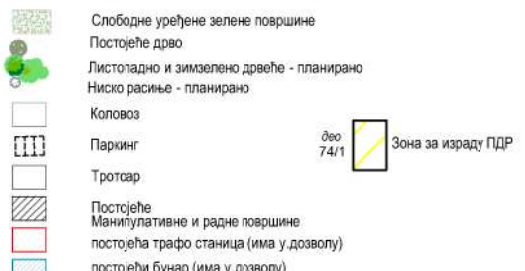 Слободне уређене зелене површине
Постојеће дрво
Листопадно и зимзелено дрвеће - планирано
Ниско расиње - планирано
Коловоз
Паркинг
Тротоар
Постојеће
Манипулативне и радне површине
постојећа трафо станица (има у.дозволу)
постојећи бунар (има у.дозволу)
део
74/1
Зона за израду ПДР